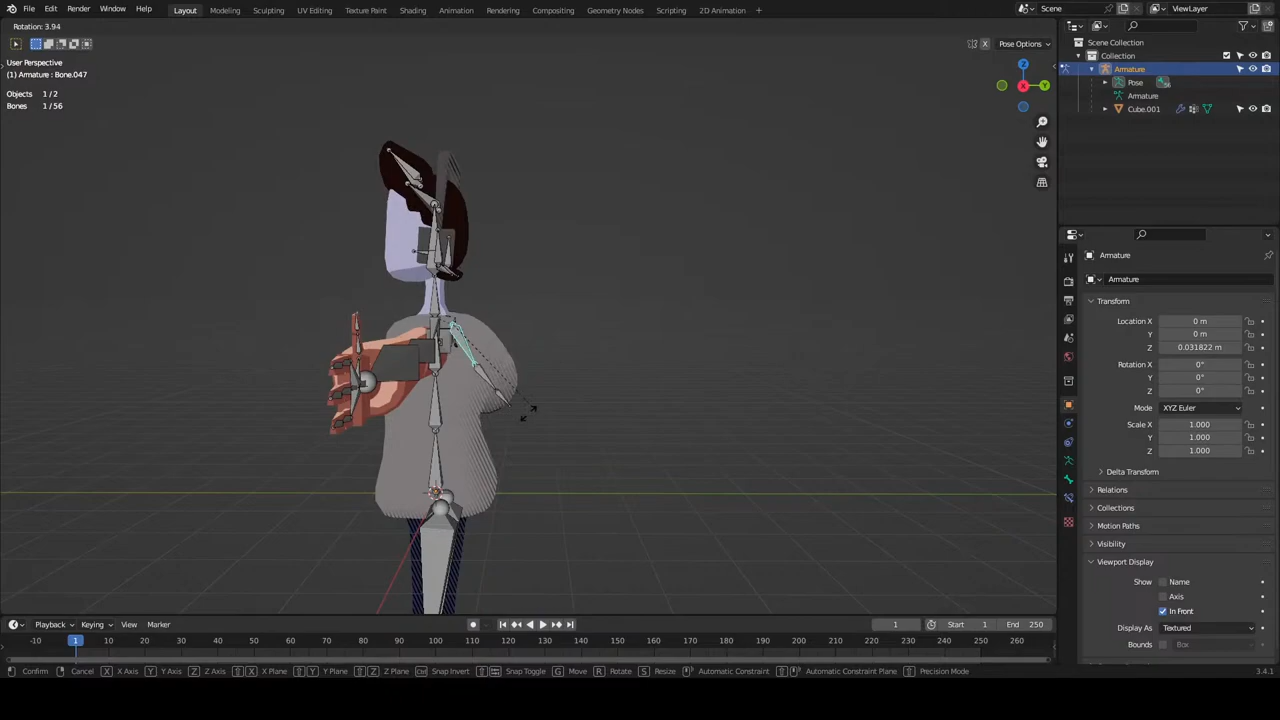 File Edit Render Window Help Layout Modeling Sculpting UV Editing Texture Paint Shading Animation Rendering Compositing Geometry Nodes Scripting 2D Animation + Scene ViewLayer
Rotation: 3.94
X Pose Options
User Perspective
(1) Armature : Bone.047
Objects 1 / 2
Bones 1 / 56
Z
X Y
Scene Collection
Collection
Armature
Pose
Armature
Cube.001
Armature
Armature
Transform
Location X 0 m
Y 0 m
Z 0.031822 m
Rotation X 0°
Y 0°
Z 0°
Mode XYZ Euler
Scale X 1.000
Y 1.000
Z 1.000
Delta Transform
Relations
Collections
Motion Paths
Visibility
Viewport Display
Show Name
Axis
In Front
Display As Textured
Bounds Box
Playback Keying View Marker 1 Start 1 End 250
-10 1 10 20 30 40 50 60 70 80 90 100 110 120 130 140 150 160 170 180 190 200 210 220 230 240 250 260
Confirm Cancel X X Axis Y Y Axis Z Z Axis X X Plane Y Y Plane Z Z Plane Ctrl Snap Invert Snap Toggle G Move R Rotate S Resize Automatic Constraint Automatic Constraint Plane Precision Mode 3.4.1